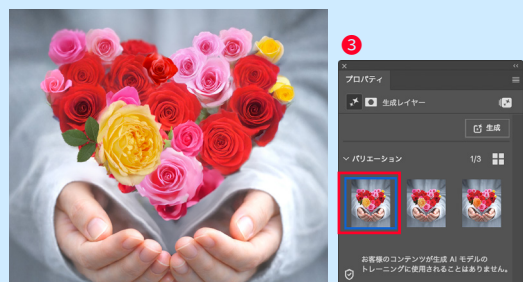 3
プロパティ
生成レイヤー
生成
バリエーション 1/3
お客様のコンテンツが生成 AI モデルの
トレーニングに使用されることはありません。